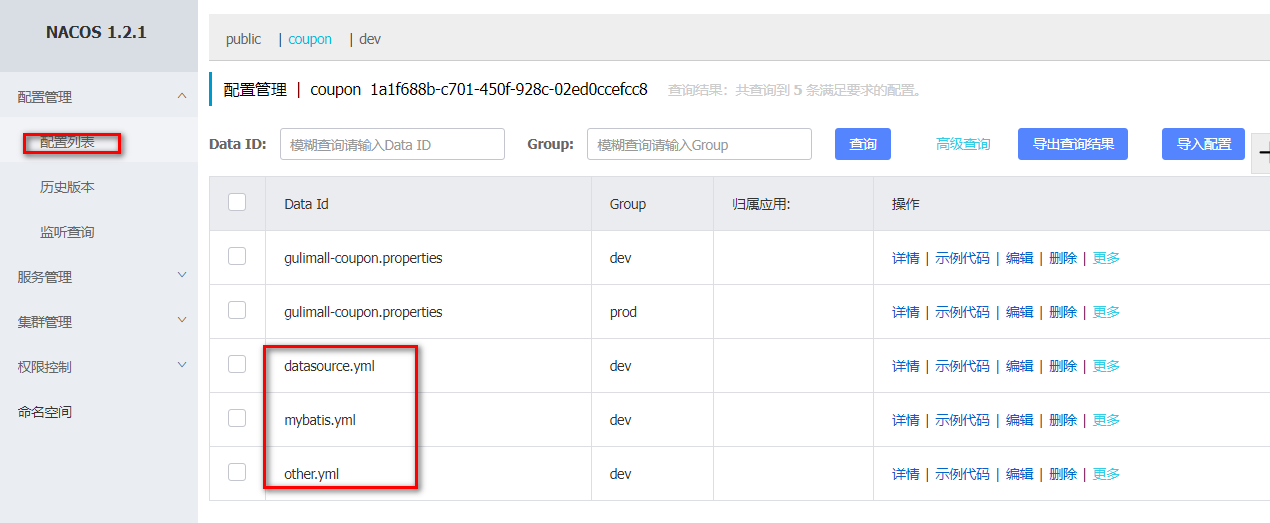 NACOS 1.2.1
配置管理
配置列表
历史版本
监听查询
服务管理
集群管理
权限控制
命名空间
public | coupon | dev
配置管理 | coupon 1a1f688b-c701-450f-928c-02ed0ccefcc8 查询结果：共查询到 5 条满足要求的配置。
Data ID: 模糊查询请输入Data ID Group: 模糊查询请输入Group 查询 高级查询 导出查询结果 导入配置
Data Id Group 归属应用: 操作
gulimall-coupon.properties dev 详情 | 示例代码 | 编辑 | 删除 | 更多
gulimall-coupon.properties prod 详情 | 示例代码 | 编辑 | 删除 | 更多
datasource.yml dev 详情 | 示例代码 | 编辑 | 删除 | 更多
mybatis.yml dev 详情 | 示例代码 | 编辑 | 删除 | 更多
other.yml dev 详情 | 示例代码 | 编辑 | 删除 | 更多